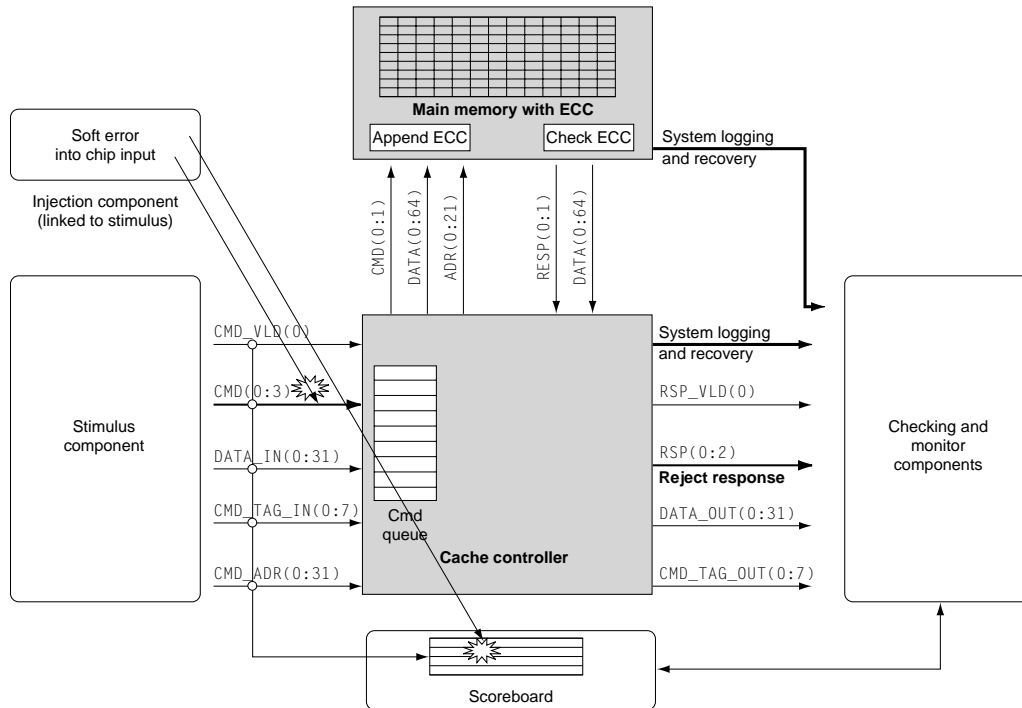 Main memory with ECC
Append ECC
Check ECC
System logging
and recovery
Soft error
into chip input
Injection component
(linked to stimulus)
CMD(0:1)
DATA(0:64)
ADR(0:21)
RESP(0:1)
DATA(0:64)
Stimulus
component
CMD_VLD(0)
CMD(0:3)
DATA_IN(0:31)
CMD_TAG_IN(0:7)
CMD_ADR(0:31)
Cmd
queue
Cache controller
System logging
and recovery
RSP_VLD(0)
RSP(0:2)
Reject response
DATA_OUT(0:31)
CMD_TAG_OUT(0:7)
Checking and
monitor
components
Scoreboard